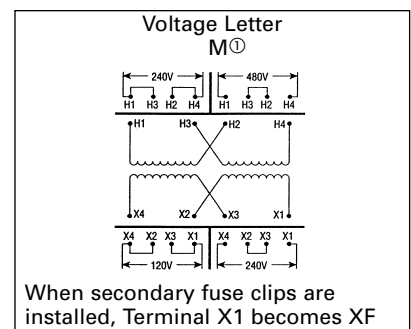 Voltage Letter
M①
240V 480V
H1 H3 H2 H4 H1 H3 H2 H4
H1 H3 H2 H4
X4 X2 X3 X1
X4 X2 X3 X1 X4 X2 X3 X1
120V 240V
When secondary fuse clips are
installed, Terminal X1 becomes XF